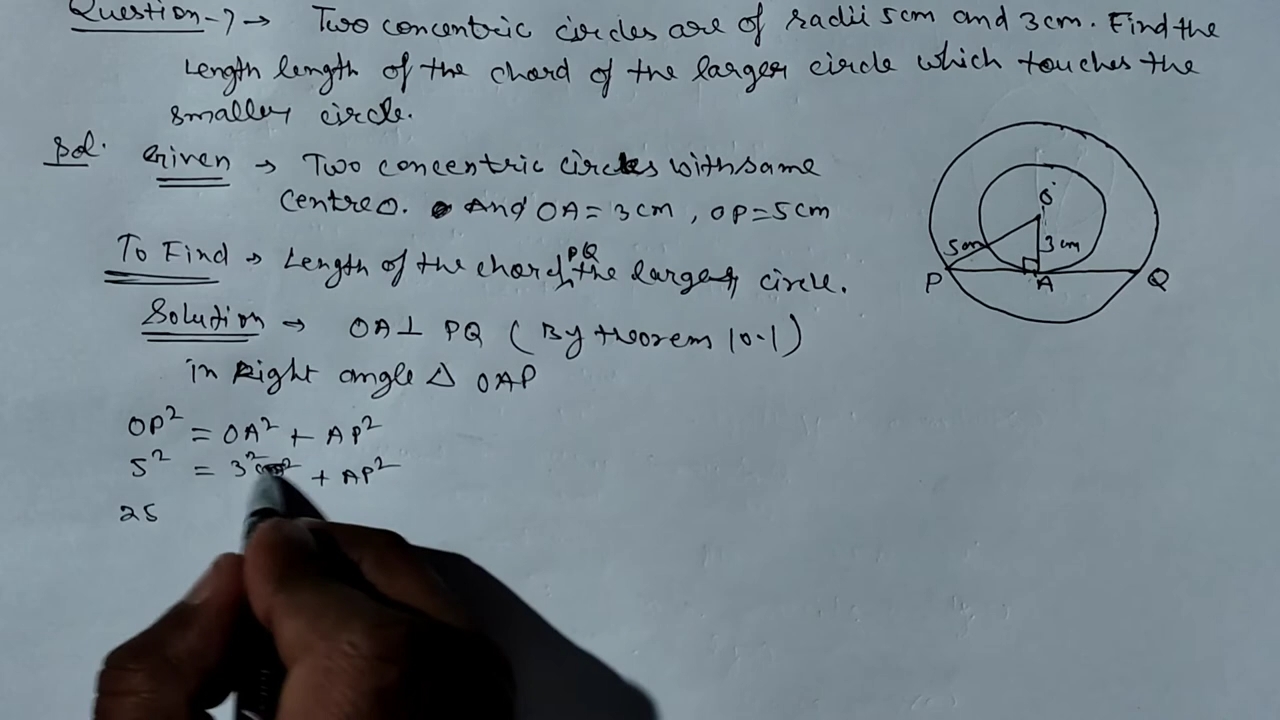 Question-7 → Two concentric circles are of radii 5cm and 3cm. Find the
Length length of the chord of the larger circle which touches the
smaller circle.
Sol. Given → Two concentric circles with same
Centre O. And OA = 3cm, OP = 5cm
To Find → Length of the chord PQ the larger circle.
Solution → OA ⊥ PQ (By theorem 10.1)
in Right angle △ OAP
OP² = OA² + AP²
5² = 3² + AP²
25
O
5cm
3cm
P
A
Q